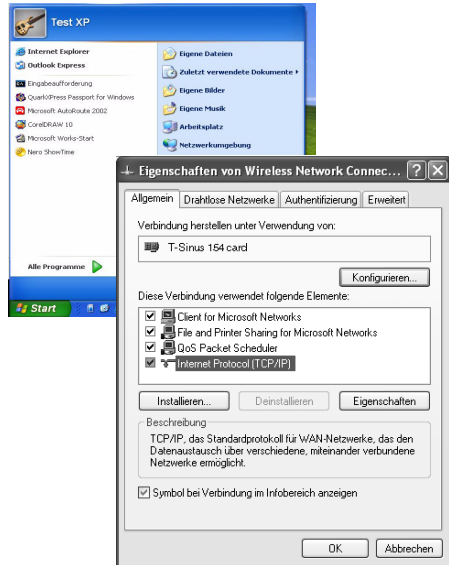 Test XP
Internet Explorer
Outlook Express
Eingabeaufforderung
QuarkXPress Passport for Windows
Microsoft AutoRoute 2002
CorelDRAW 10
Microsoft Works-Start
Nero ShowTime
Alle Programme
Eigene Dateien
Zuletzt verwendete Dokumente
Eigene Bilder
Eigene Musik
Arbeitsplatz
Netzwerkumgebung
Start
Eigenschaften von Wireless Network Connec...
Allgemein Drahtlose Netzwerke Authentifizierung Erweitert
Verbindung herstellen unter Verwendung von:
T-Sinus 154 card
Konfigurieren...
Diese Verbindung verwendet folgende Elemente:
Client for Microsoft Networks
File and Printer Sharing for Microsoft Networks
QoS Packet Scheduler
Internet Protocol (TCP/IP)
Installieren... Deinstallieren Eigenschaften
Beschreibung
TCP/IP, das Standardprotokoll für WAN-Netzwerke, das den
Datenaustausch über verschiedene, miteinander verbundene
Netzwerke ermöglicht.
Symbol bei Verbindung im Infobereich anzeigen
OK Abbrechen